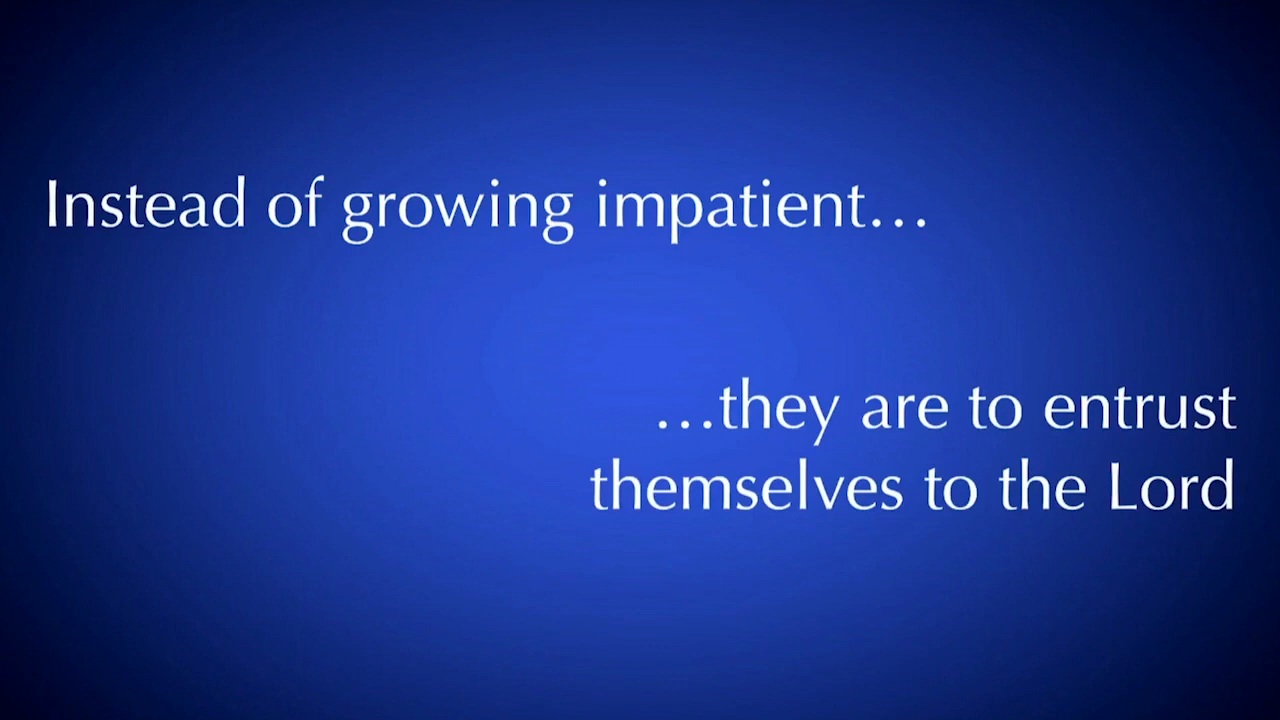 Instead of growing impatient…
…they are to entrust
themselves to the Lord